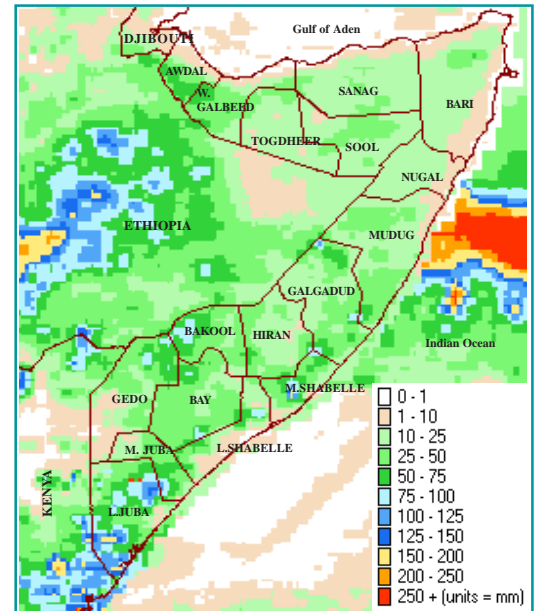 Gulf of Aden
DJIBOUTI
AWDAL
W.
GALBEED
SANAG
BARI
TOGDHEER
SOOL
NUGAL
ETHIOPIA
MUDUG
GALGADUD
BAKOOL
HIRAN
Indian Ocean
GEDO
BAY
M.SHABELLE
M. JUBA
L.SHABELLE
KENYA
L.JUBA
0 - 1
1 - 10
10 - 25
25 - 50
50 - 75
75 - 100
100 - 125
125 - 150
150 - 200
200 - 250
250 + (units = mm)